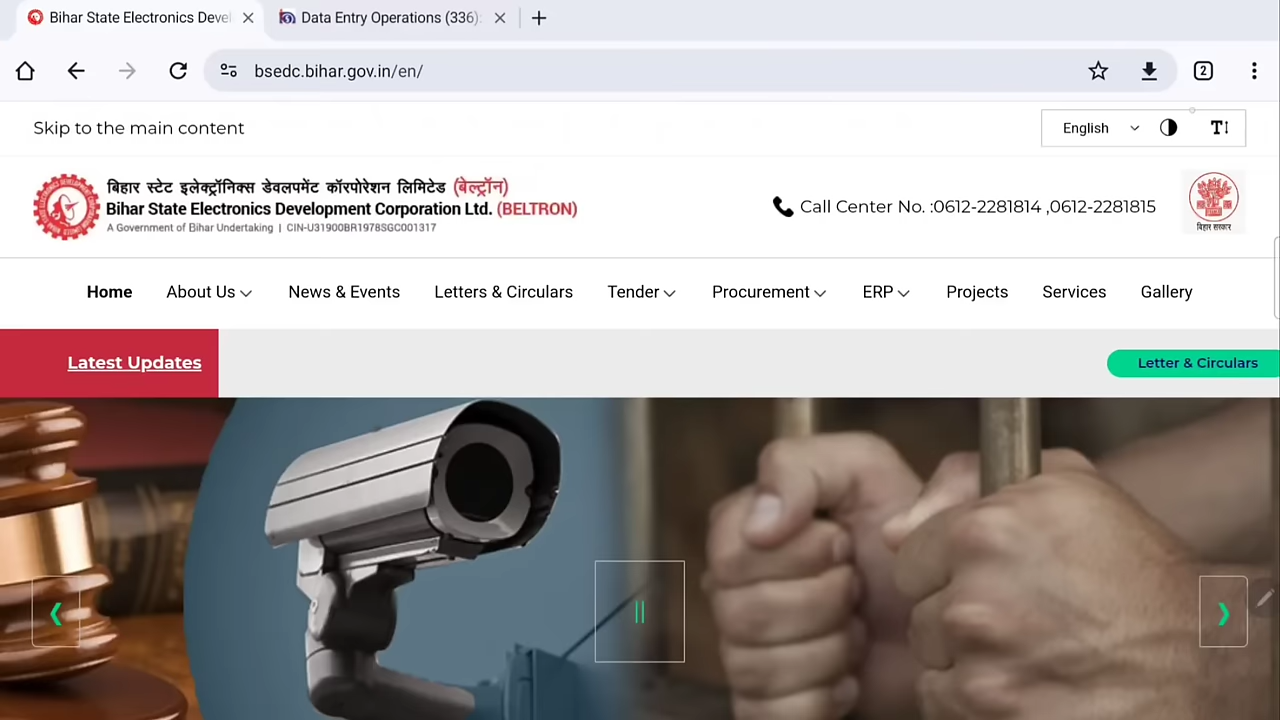 Bihar State Electronics Deve
Data Entry Operations (336)
bsedc.bihar.gov.in/en/
2
Skip to the main content
English
T
बिहार स्टेट इलेक्ट्रॉनिक्स डेवलपमेंट कॉरपोरेशन लिमिटेड (बेल्ट्रॉन)
Bihar State Electronics Development Corporation Ltd. (BELTRON)
A Government of Bihar Undertaking | CIN-U31900BR1978SGC001317
Call Center No. :0612-2281814 ,0612-2281815
बिहार सरकार
Home
About Us
News & Events
Letters & Circulars
Tender
Procurement
ERP
Projects
Services
Gallery
Latest Updates
Letter & Circulars